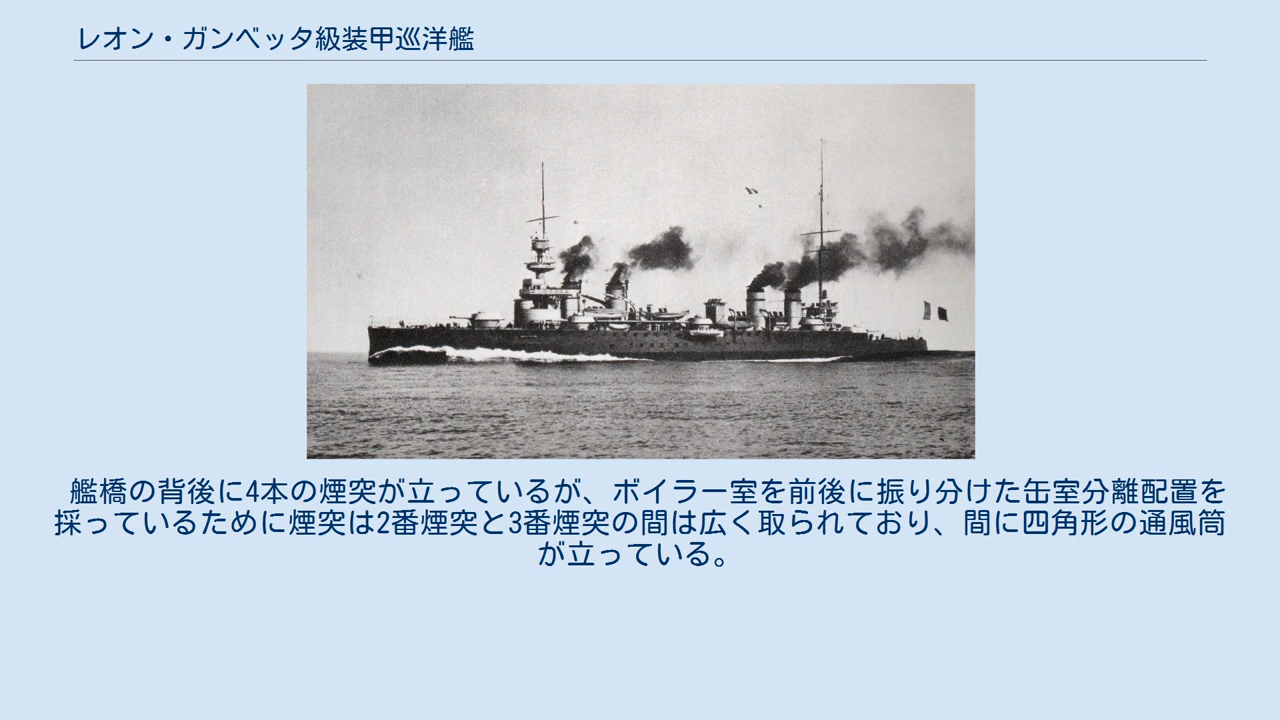 レオン・ガンベッタ級装甲巡洋艦
艦橋の背後に4本の煙突が立っているが、ボイラー室を前後に振り分けた缶室分離配置を
採っているために煙突は2番煙突と3番煙突の間は広く取られており、間に四角形の通風筒
が立っている。